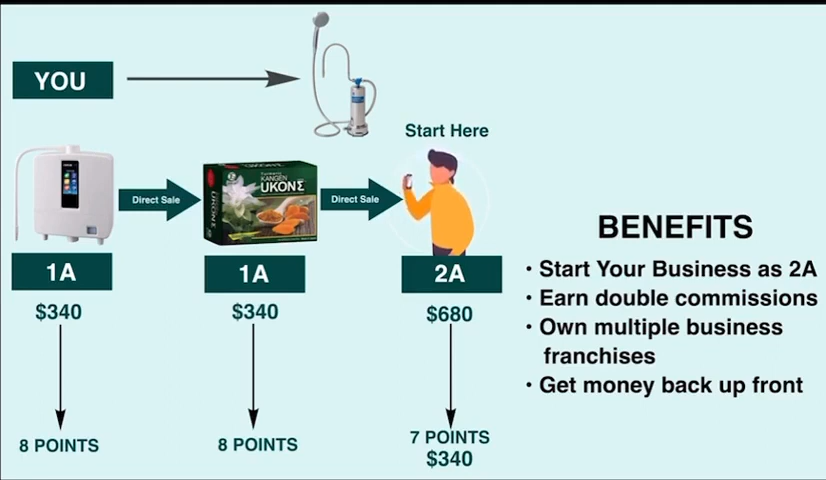 YOU
Start Here
Direct Sale
KANGEN
UKONΣ
UKONΣ
Direct Sale
1A
1A
2A
$340
$340
$680
8 POINTS
8 POINTS
7 POINTS
$340
BENEFITS
• Start Your Business as 2A
• Earn double commissions
• Own multiple business
franchises
• Get money back up front